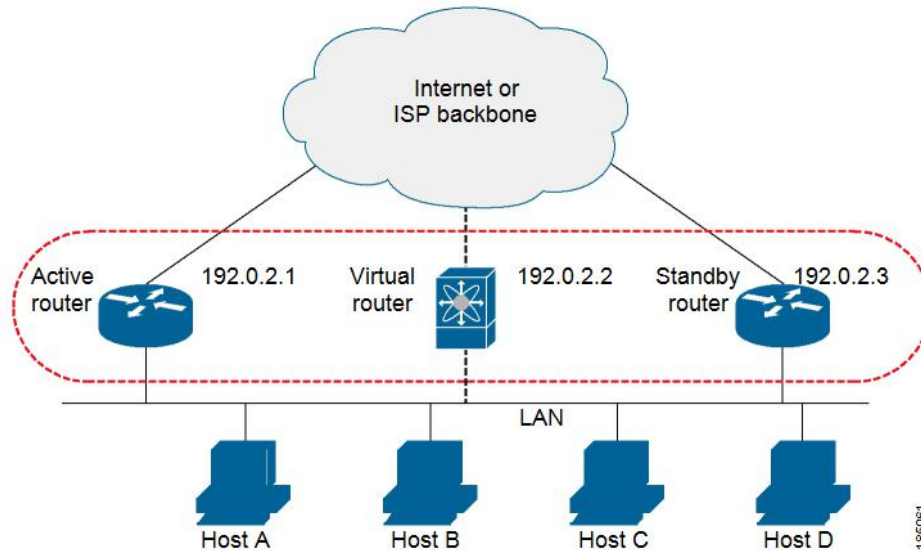 Internet or
ISP backbone
Active
router
192.0.2.1
Virtual
router
192.0.2.2
Standby
router
192.0.2.3
LAN
Host A
Host B
Host C
Host D